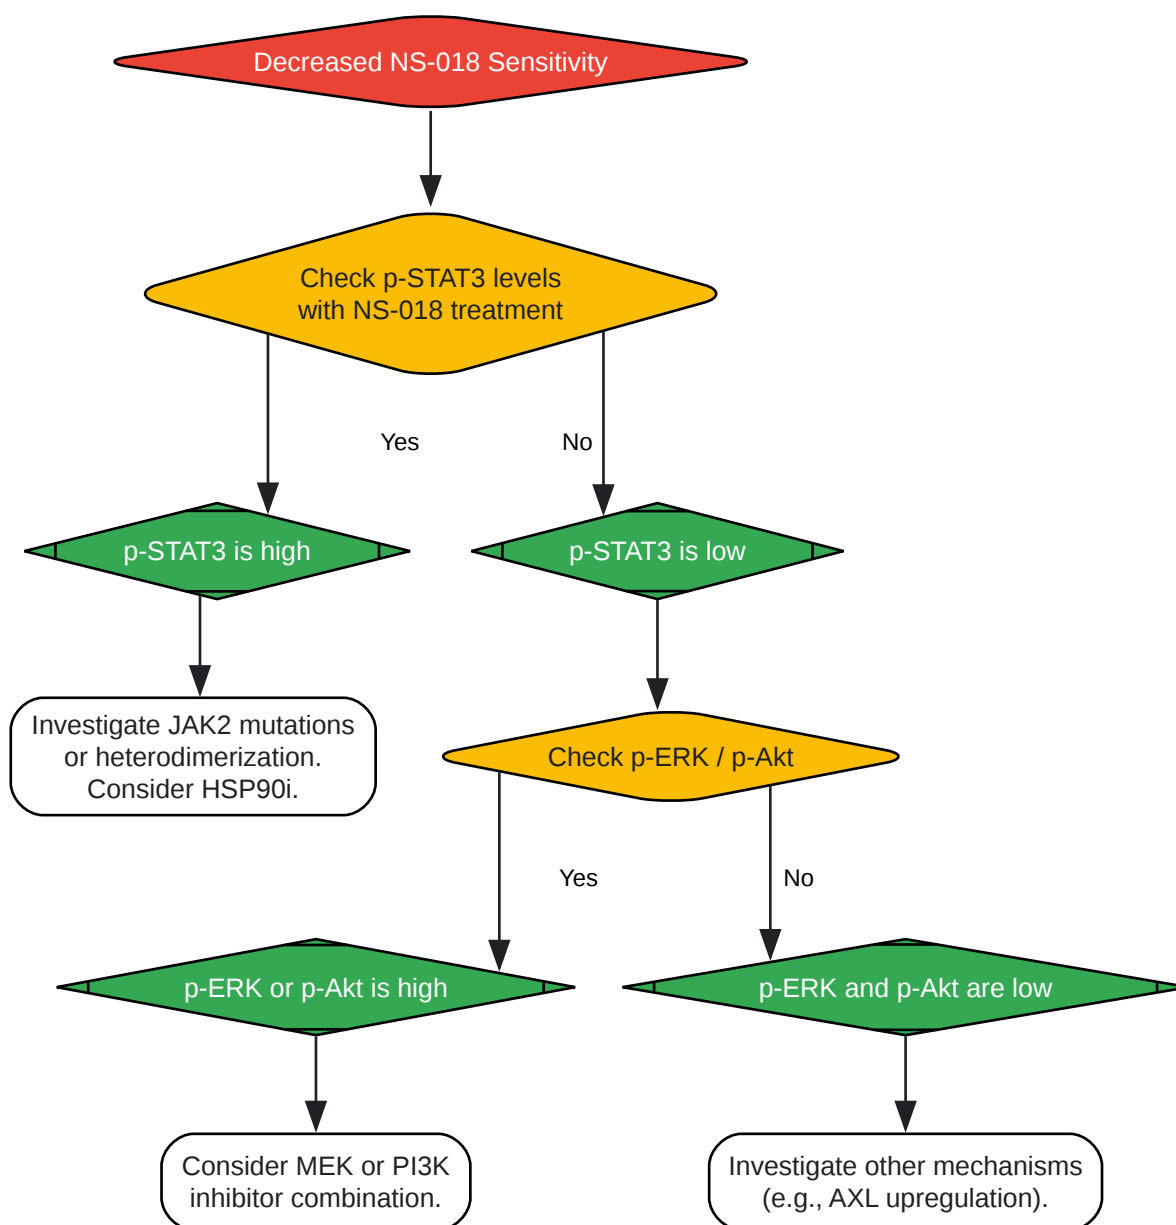 Decreased NS-018 Sensitivity
Check p-STAT3 levels
with NS-018 treatment
Yes
No
p-STAT3 is high
p-STAT3 is low
Investigate JAK2 mutations
or heterodimerization.
Consider HSP90i.
Check p-ERK / p-Akt
Yes
No
p-ERK or p-Akt is high
p-ERK and p-Akt are low
Consider MEK or PI3K
inhibitor combination.
Investigate other mechanisms
(e.g., AXL upregulation).